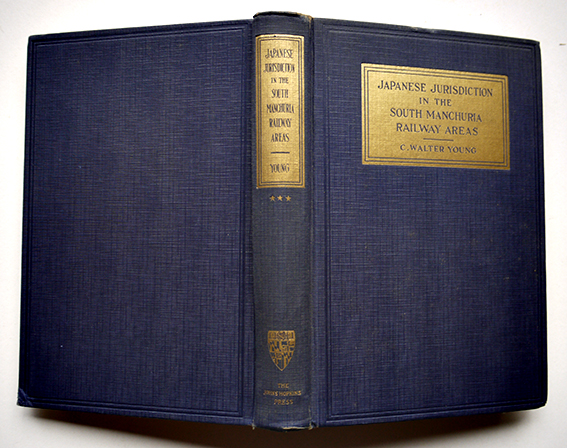 JAPANESE
JURISDICTION
IN THE
SOUTH
MANCHURIA
RAILWAY
AREAS
YOUNG
★★★
THE
JOHNS HOPKINS
PRESS
JAPANESE JURISDICTION
IN THE
SOUTH MANCHURIA
RAILWAY AREAS
C. WALTER YOUNG